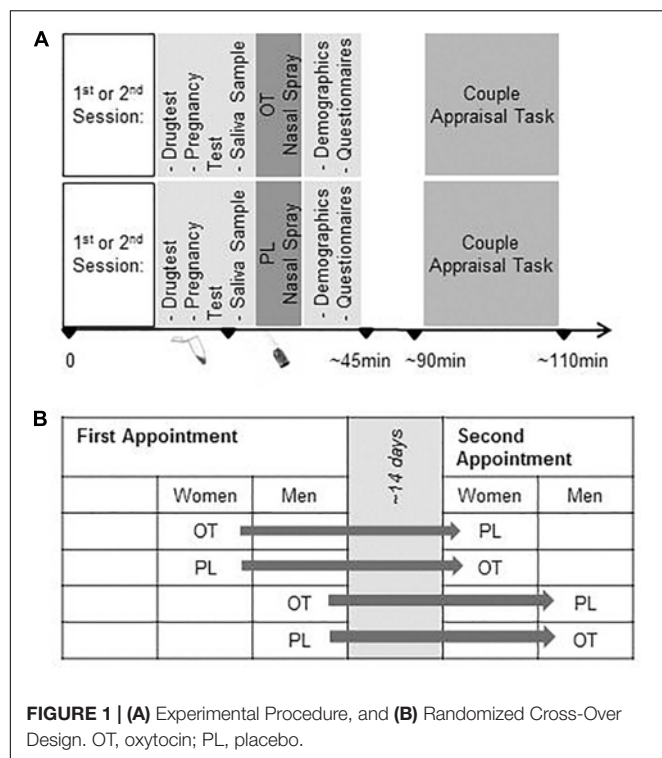 A
1st or 2nd
Session:
- Drugtest
- Pregnancy
Test
- Saliva Sample
OT
Nasal Spray
- Demographics
- Questionnaires
Couple
Appraisal Task
1st or 2nd
Session:
- Drugtest
- Pregnancy
Test
- Saliva Sample
PL
Nasal Spray
- Demographics
- Questionnaires
Couple
Appraisal Task
0
~45min
~90min
~110min
B
First Appointment
~14 days
Second
Appointment
Women
Men
Women
Men
OT
PL
PL
OT
OT
PL
PL
OT
FIGURE 1 | (A) Experimental Procedure, and (B) Randomized Cross-Over
Design. OT, oxytocin; PL, placebo.